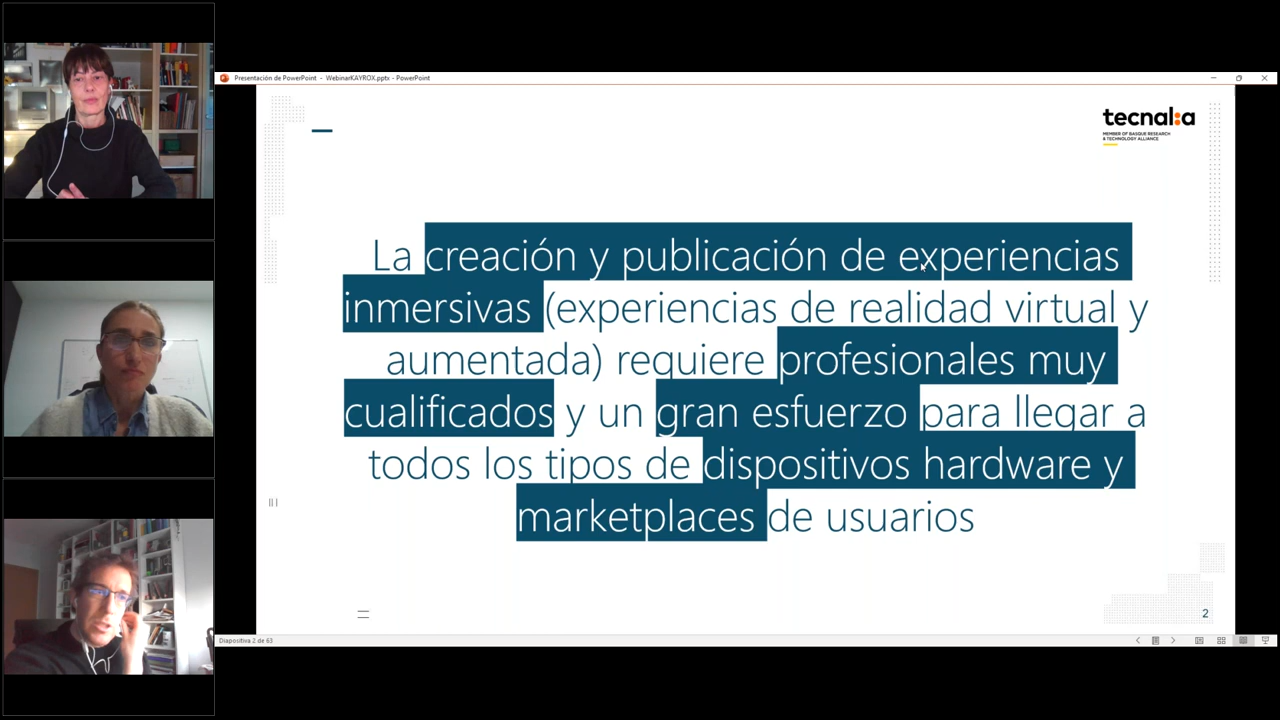 Presentación de PowerPoint - WebinarKAYROX.pptx - PowerPoint
tecnal:a
MEMBER OF BASQUE RESEARCH
& TECHNOLOGY ALLIANCE
La creación y publicación de experiencias
inmersivas (experiencias de realidad virtual y
aumentada) requiere profesionales muy
cualificados y un gran esfuerzo para llegar a
todos los tipos de dispositivos hardware y
marketplaces de usuarios
2
Diapositiva 2 de 63